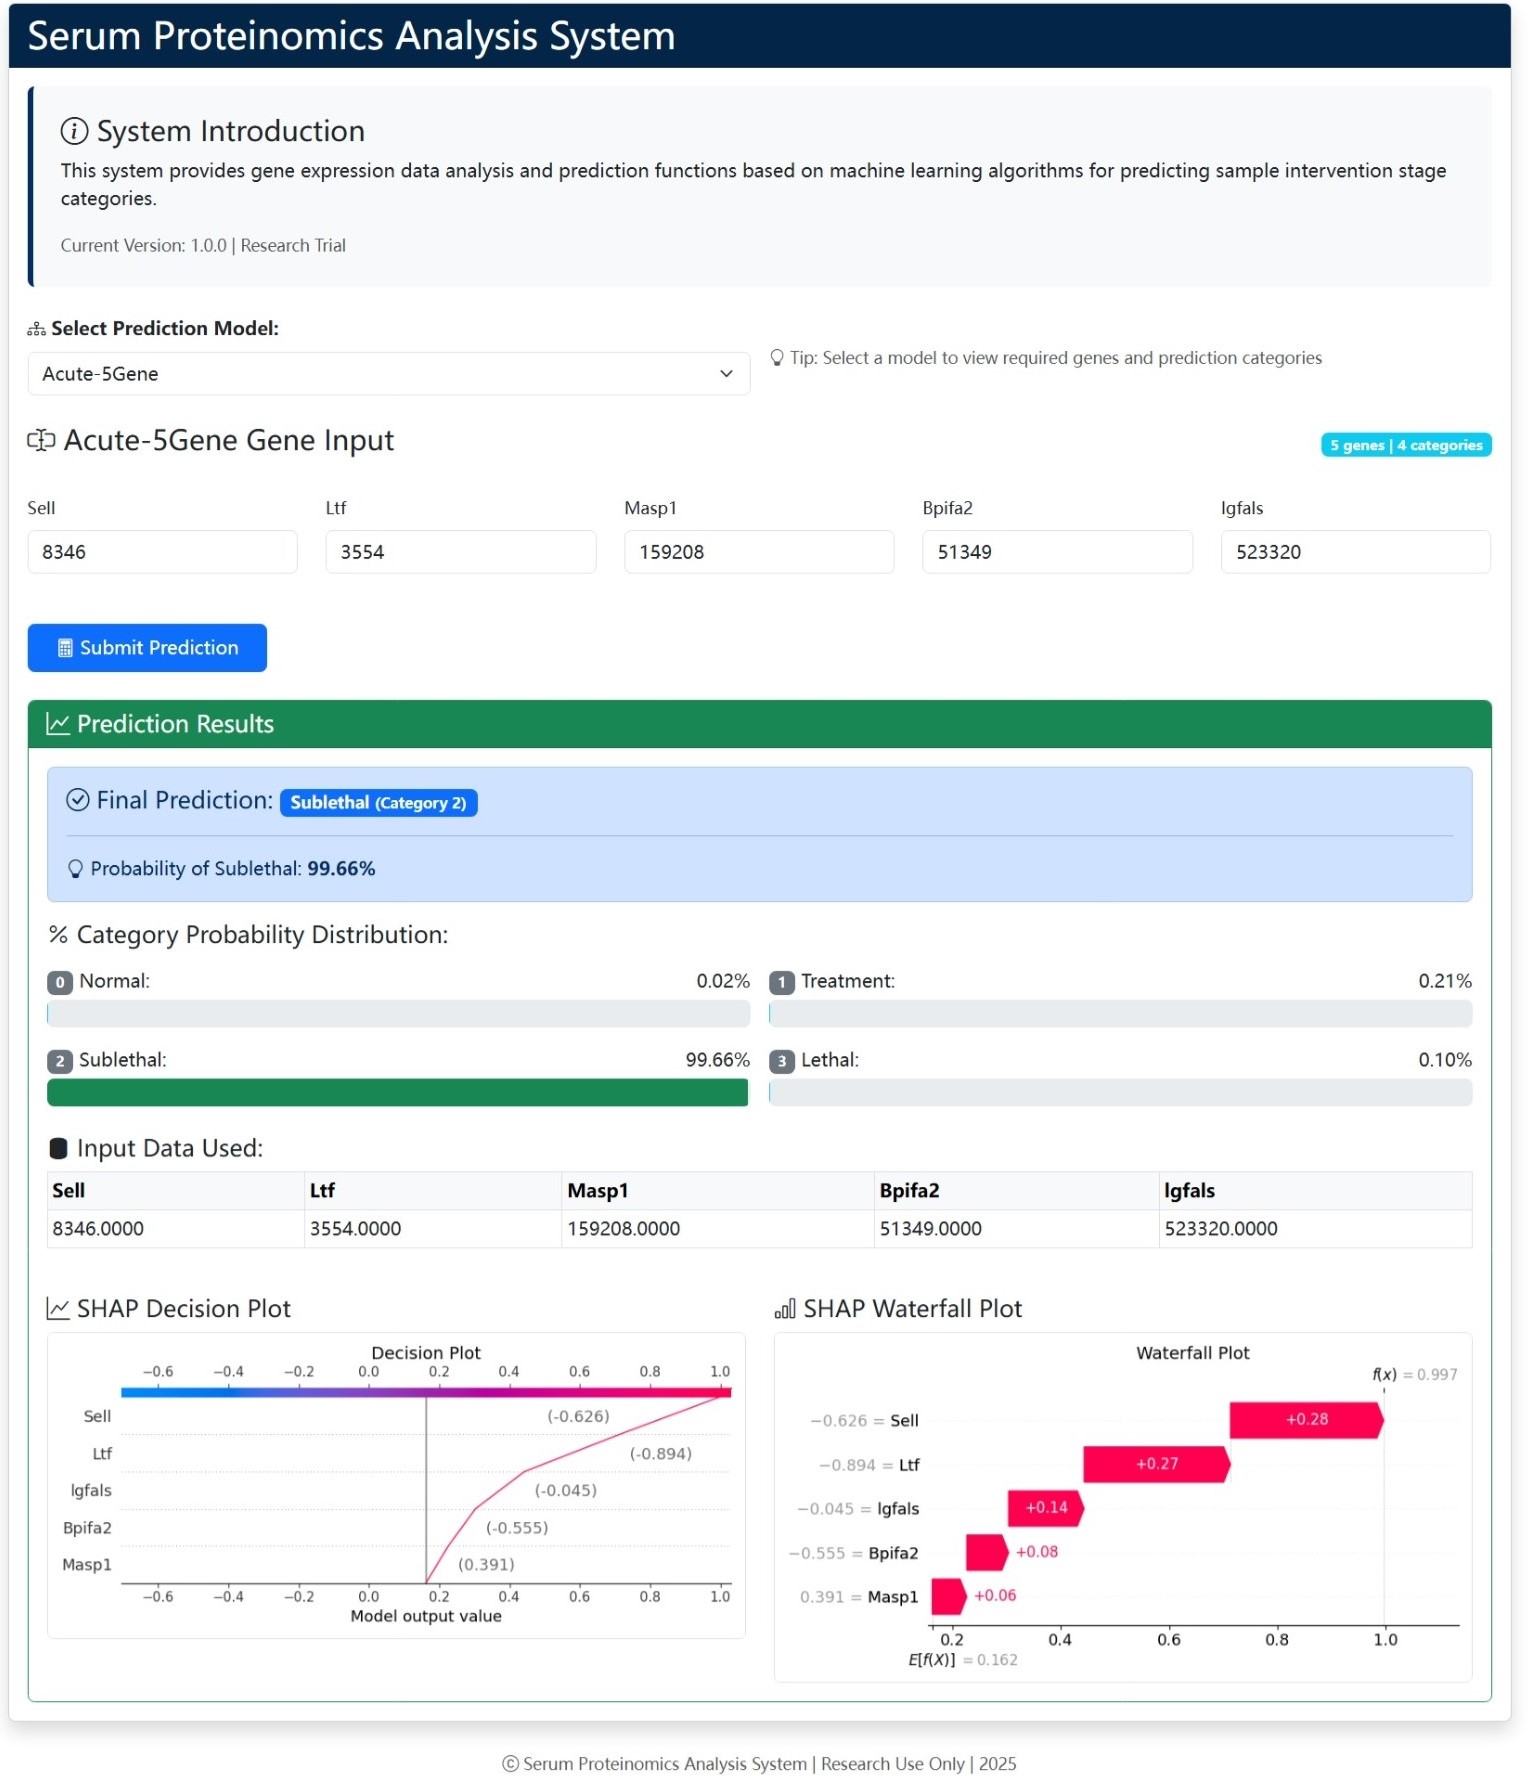 Serum Proteinomics Analysis System
System Introduction
This system provides gene expression data analysis and prediction functions based on machine learning algorithms for predicting sample intervention stage
categories.
Current Version: 1.0.0 | Research Trial
Select Prediction Model:
Acute-5Gene
Tip: Select a model to view required genes and prediction categories
Acute-5Gene Gene Input
5 genes | 4 categories
Sell Ltf Masp1 Bpifa2 Igfals
8346 3554 159208 51349 523320
Submit Prediction
Prediction Results
Final Prediction: Sublethal (Category 2)
Probability of Sublethal: 99.66%
% Category Probability Distribution:
0 Normal: 0.02% 1 Treatment: 0.21%
2 Sublethal: 99.66% 3 Lethal: 0.10%
Input Data Used:
Sell Ltf Masp1 Bpifa2 Igfals
8346.0000 3554.0000 159208.0000 51349.0000 523320.0000
SHAP Decision Plot
Decision Plot
−0.6 −0.4 −0.2 0.0 0.2 0.4 0.6 0.8 1.0
Sell (-0.626)
Ltf (-0.894)
Igfals (-0.045)
Bpifa2 (-0.555)
Masp1 (0.391)
−0.6 −0.4 −0.2 0.0 0.2 0.4 0.6 0.8 1.0
Model output value
SHAP Waterfall Plot
Waterfall Plot
f(x) = 0.997
−0.626 = Sell +0.28
−0.894 = Ltf +0.27
−0.045 = Igfals +0.14
−0.555 = Bpifa2 +0.08
0.391 = Masp1 +0.06
0.2 0.4 0.6 0.8 1.0
E[f(X)] = 0.162
© Serum Proteinomics Analysis System | Research Use Only | 2025